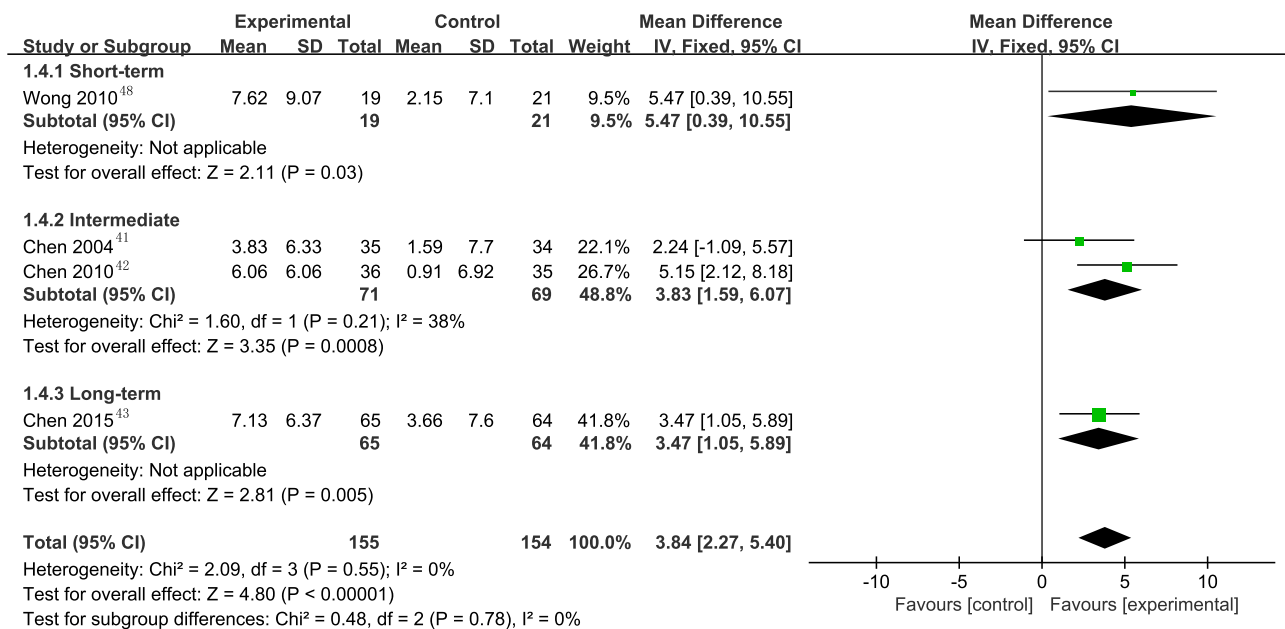 Experimental Control Mean Difference Mean Difference
Study or Subgroup Mean SD Total Mean SD Total Weight IV, Fixed, 95% CI IV, Fixed, 95% CI
1.4.1 Short-term
Wong 2010⁴⁸ 7.62 9.07 19 2.15 7.1 21 9.5% 5.47 [0.39, 10.55]
Subtotal (95% CI) 19 21 9.5% 5.47 [0.39, 10.55]
Heterogeneity: Not applicable
Test for overall effect: Z = 2.11 (P = 0.03)
1.4.2 Intermediate
Chen 2004⁴¹ 3.83 6.33 35 1.59 7.7 34 22.1% 2.24 [-1.09, 5.57]
Chen 2010⁴² 6.06 6.06 36 0.91 6.92 35 26.7% 5.15 [2.12, 8.18]
Subtotal (95% CI) 71 69 48.8% 3.83 [1.59, 6.07]
Heterogeneity: Chi² = 1.60, df = 1 (P = 0.21); I² = 38%
Test for overall effect: Z = 3.35 (P = 0.0008)
1.4.3 Long-term
Chen 2015⁴³ 7.13 6.37 65 3.66 7.6 64 41.8% 3.47 [1.05, 5.89]
Subtotal (95% CI) 65 64 41.8% 3.47 [1.05, 5.89]
Heterogeneity: Not applicable
Test for overall effect: Z = 2.81 (P = 0.005)
Total (95% CI) 155 154 100.0% 3.84 [2.27, 5.40]
Heterogeneity: Chi² = 2.09, df = 3 (P = 0.55); I² = 0%
Test for overall effect: Z = 4.80 (P < 0.00001)
Test for subgroup differences: Chi² = 0.48, df = 2 (P = 0.78), I² = 0%
-10 -5 0 5 10
Favours [control] Favours [experimental]